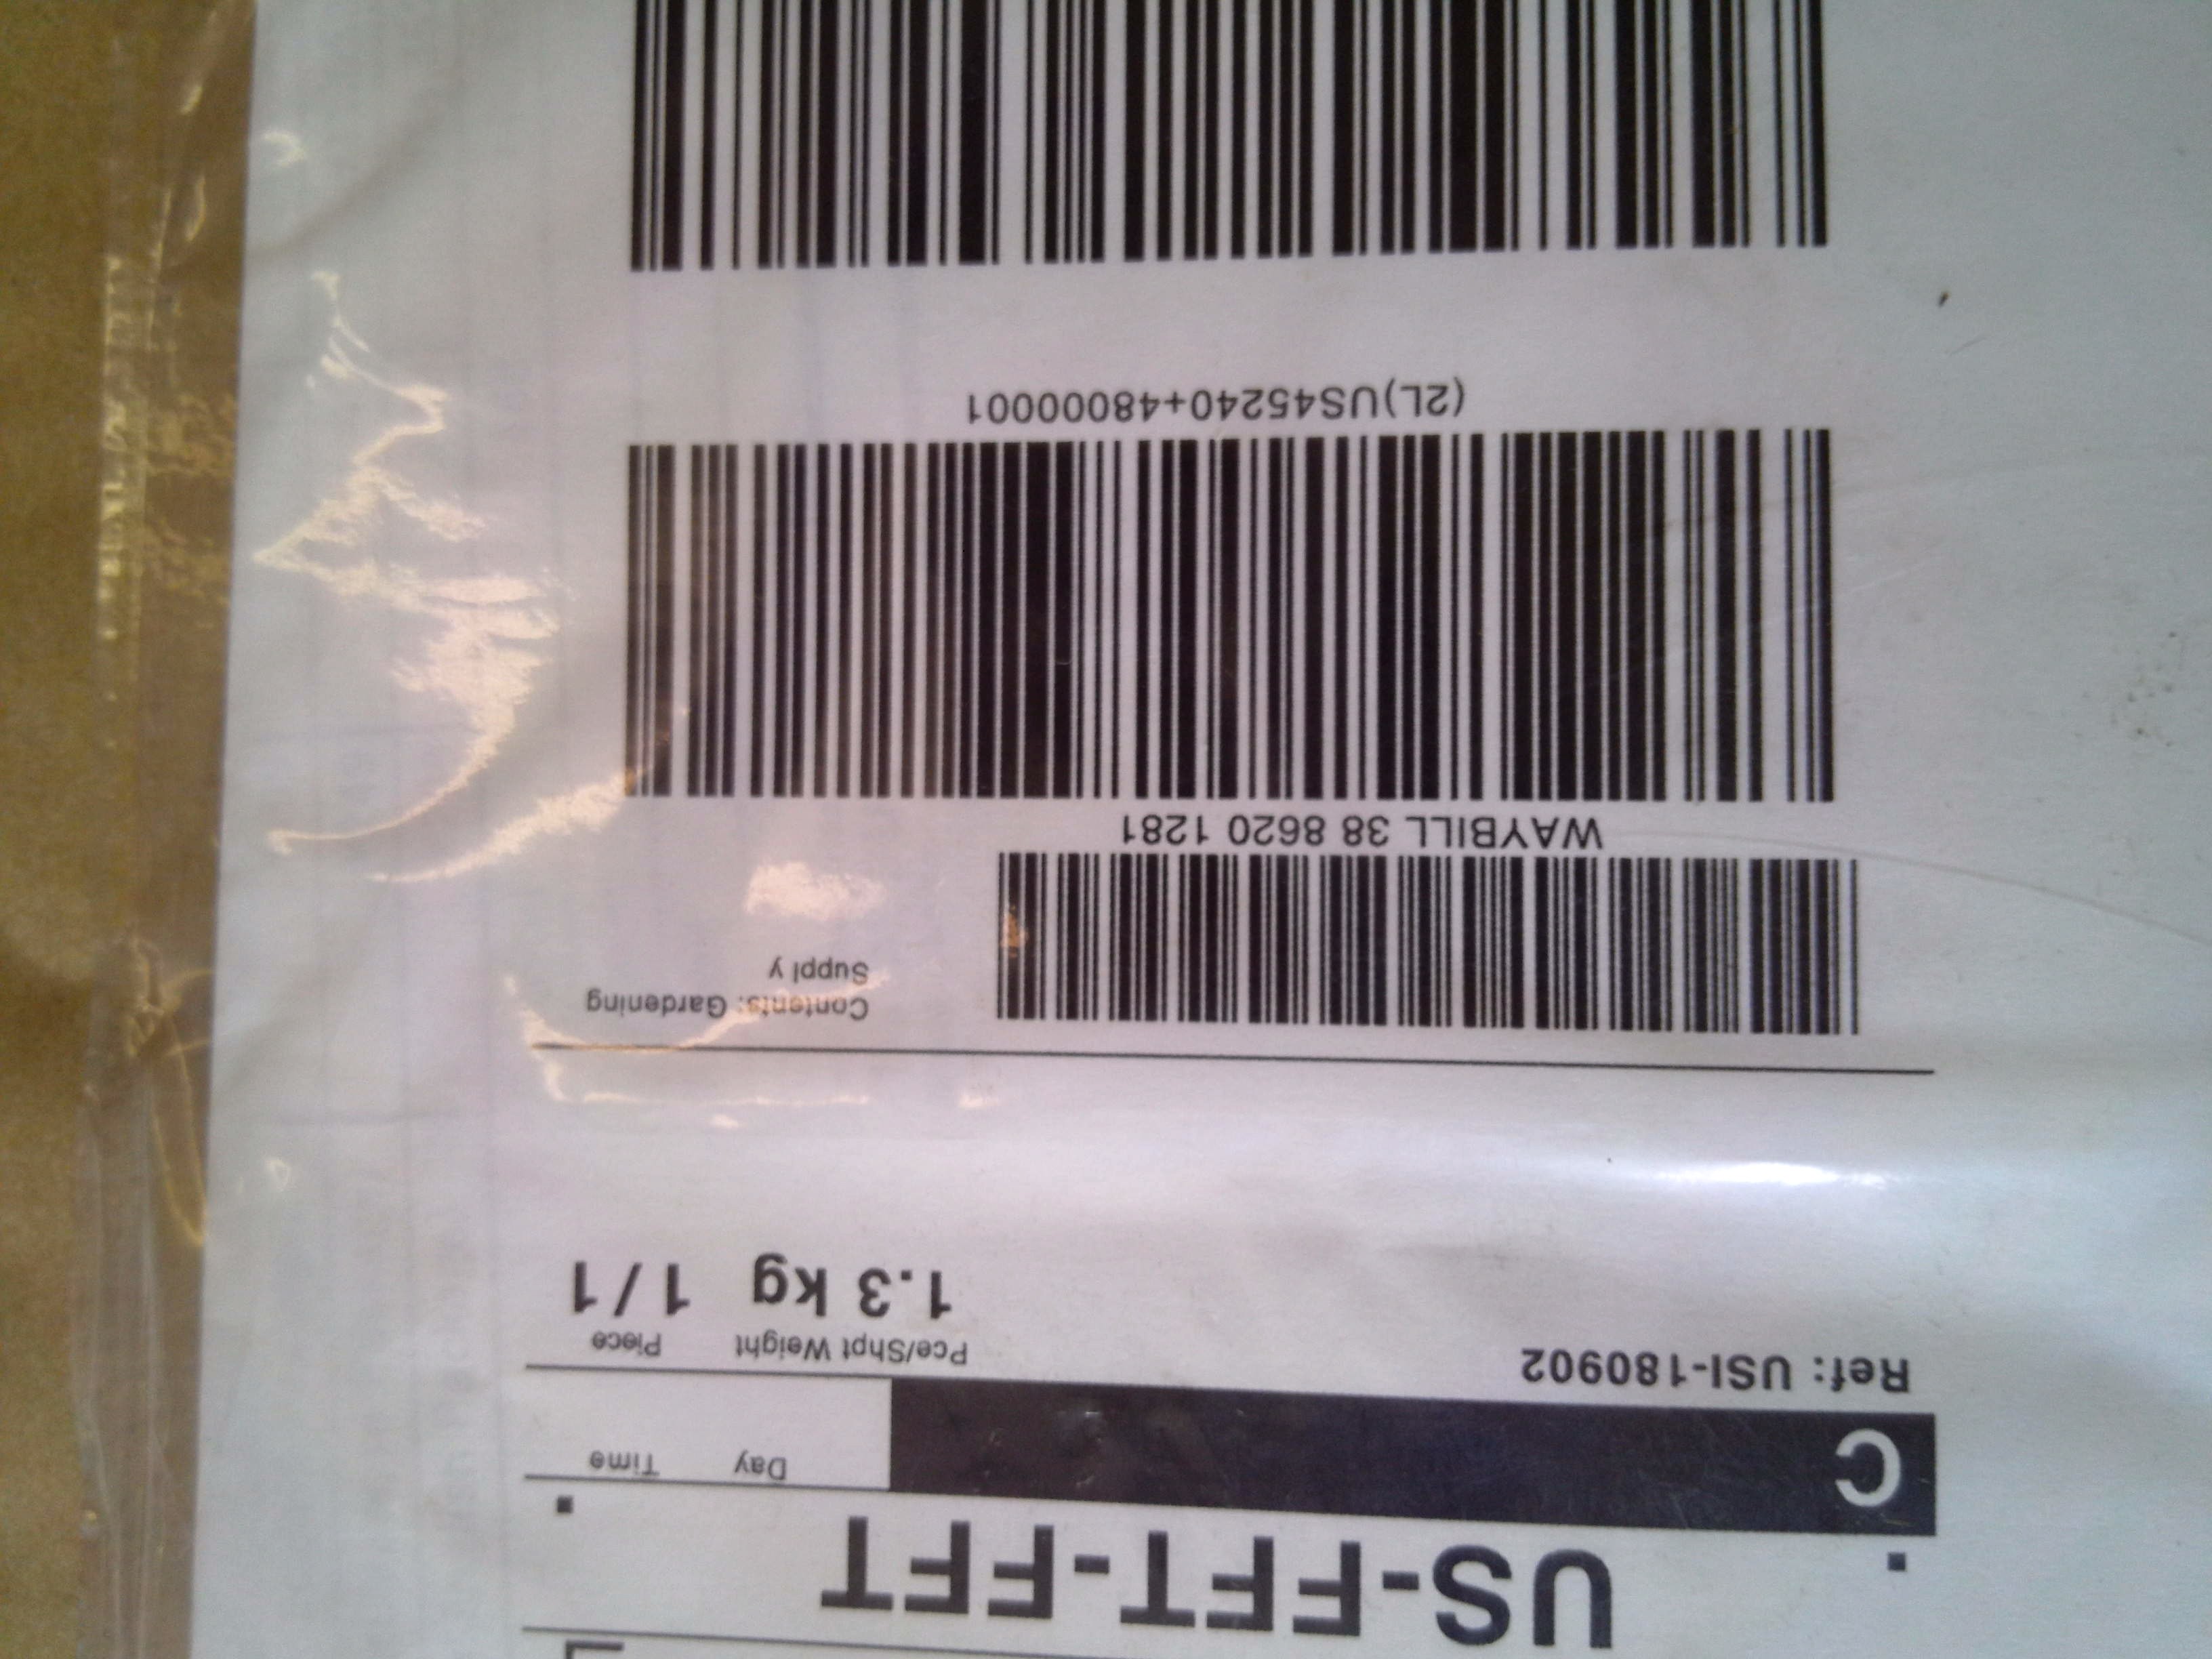 US-FFT-FFT
C
Day Time
Ref: USI-180902
Pce/Shpt Weight Piece
1.3 kg 1/1
Contents: Gardening
Supply
WAYBILL 38 8620 1281
(2L)US45240+48000001